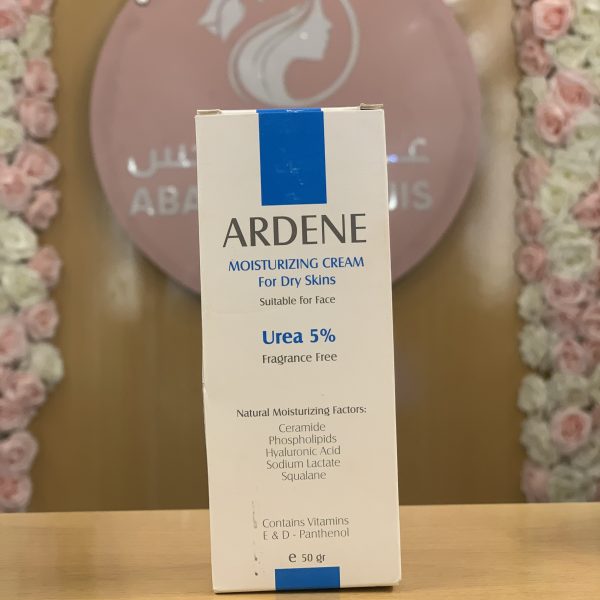 ARDENE
MOISTURIZING CREAM
For Dry Skins
Suitable for Face
Urea 5%
Fragrance Free
Natural Moisturizing Factors:
Ceramide
Phospholipids
Hyaluronic Acid
Sodium Lactate
Squalane
Contains Vitamins
E & D - Panthenol
e 50 gr